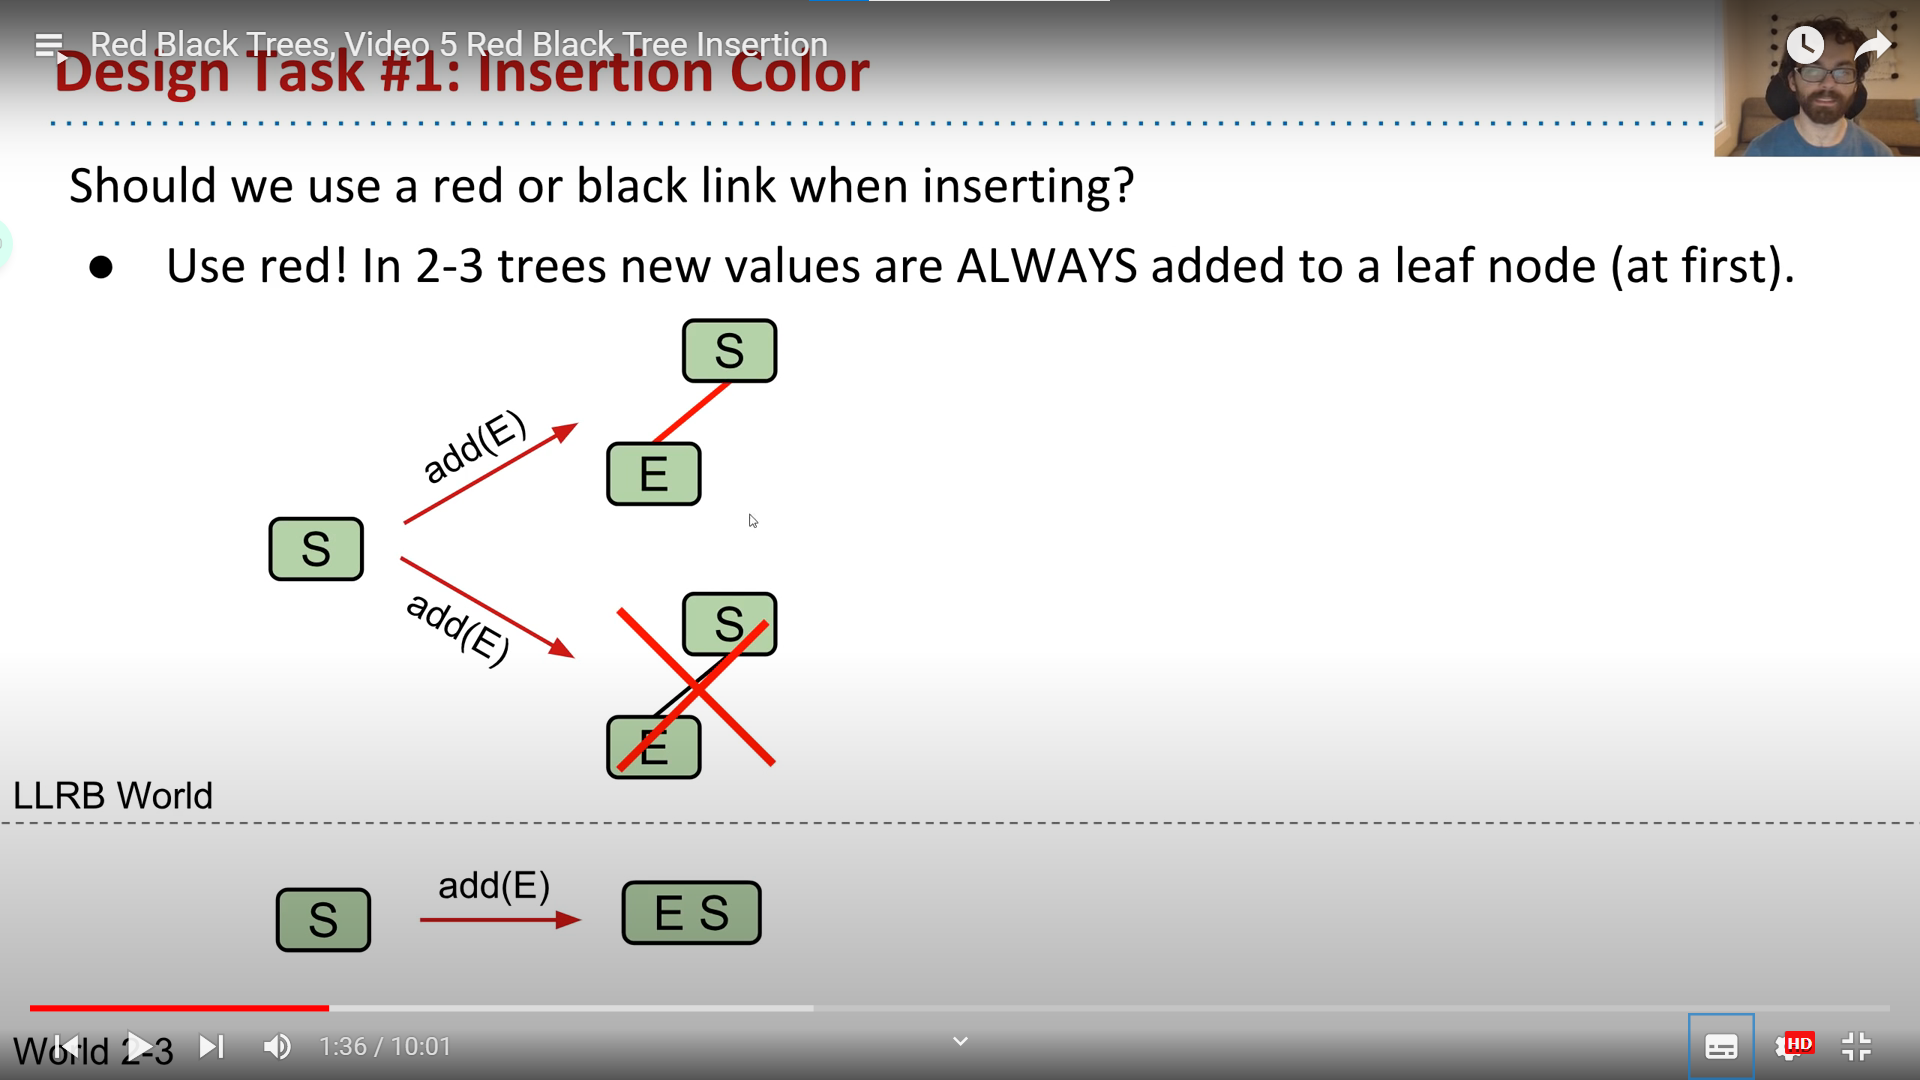 Red Black Trees, Video 5 Red Black Tree Insertion
Design Task #1: Insertion Color
Should we use a red or black link when inserting?
● Use red! In 2-3 trees new values are ALWAYS added to a leaf node (at first).
S
add(E)
E
S
add(E)
S
E
LLRB World
add(E)
S
E S
World 2-3
1:36 / 10:01
HD